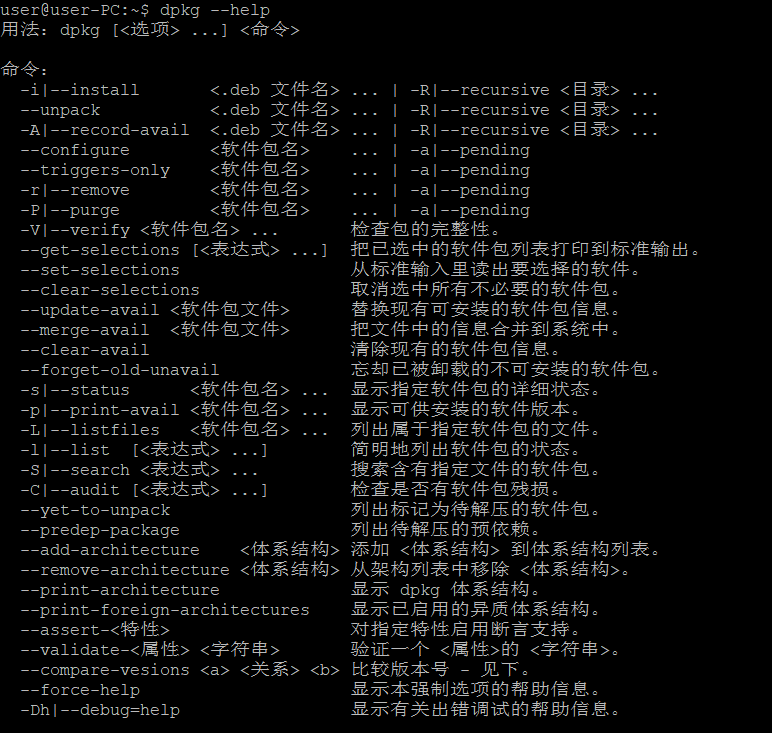 user@user-PC:~$ dpkg --help
用法: dpkg [<选项> ...] <命令>

命令:
  -i|--install       <.deb 文件名> ... | -R|--recursive <目录> ...
  --unpack           <.deb 文件名> ... | -R|--recursive <目录> ...
  -A|--record-avail  <.deb 文件名> ... | -R|--recursive <目录> ...
  --configure        <软件包名>    ... | -a|--pending
  --triggers-only    <软件包名>    ... | -a|--pending
  -r|--remove        <软件包名>    ... | -a|--pending
  -P|--purge         <软件包名>    ... | -a|--pending
  -V|--verify <软件包名> ...       检查包的完整性。
  --get-selections [<表达式> ...]  把已选中的软件包列表打印到标准输出。
  --set-selections                 从标准输入里读出要选择的软件。
  --clear-selections               取消选中所有不必要的软件包。
  --update-avail <软件包文件>      替换现有可安装的软件包信息。
  --merge-avail  <软件包文件>      把文件中的信息合并到系统中。
  --clear-avail                    清除现有的软件包信息。
  --forget-old-unavail             忘却已被卸载的不可安装的软件包。
  -s|--status      <软件包名> ...  显示指定软件包的详细状态。
  -p|--print-avail <软件包名> ...  显示可供安装的软件版本。
  -L|--listfiles   <软件包名> ...  列出属于指定软件包的文件。
  -l|--list  [<表达式> ...]        简明地列出软件包的状态。
  -S|--search <表达式> ...         搜索含有指定文件的软件包。
  -C|--audit [<表达式> ...]        检查是否有软件包残损。
  --yet-to-unpack                  列出标记为待解压的软件包。
  --predep-package                 列出待解压的预依赖。
  --add-architecture    <体系结构> 添加 <体系结构> 到体系结构列表。
  --remove-architecture <体系结构> 从架构列表中移除 <体系结构>。
  --print-architecture             显示 dpkg 体系结构。
  --print-foreign-architectures    显示已启用的异质体系结构。
  --assert-<特性>                  对指定特性启用断言支持。
  --validate-<属性> <字符串>       验证一个 <属性>的 <字符串>。
  --compare-vesions <a> <关系> <b> 比较版本号 - 见下。
  --force-help                     显示本强制选项的帮助信息。
  -Dh|--debug=help                 显示有关出错调试的帮助信息。